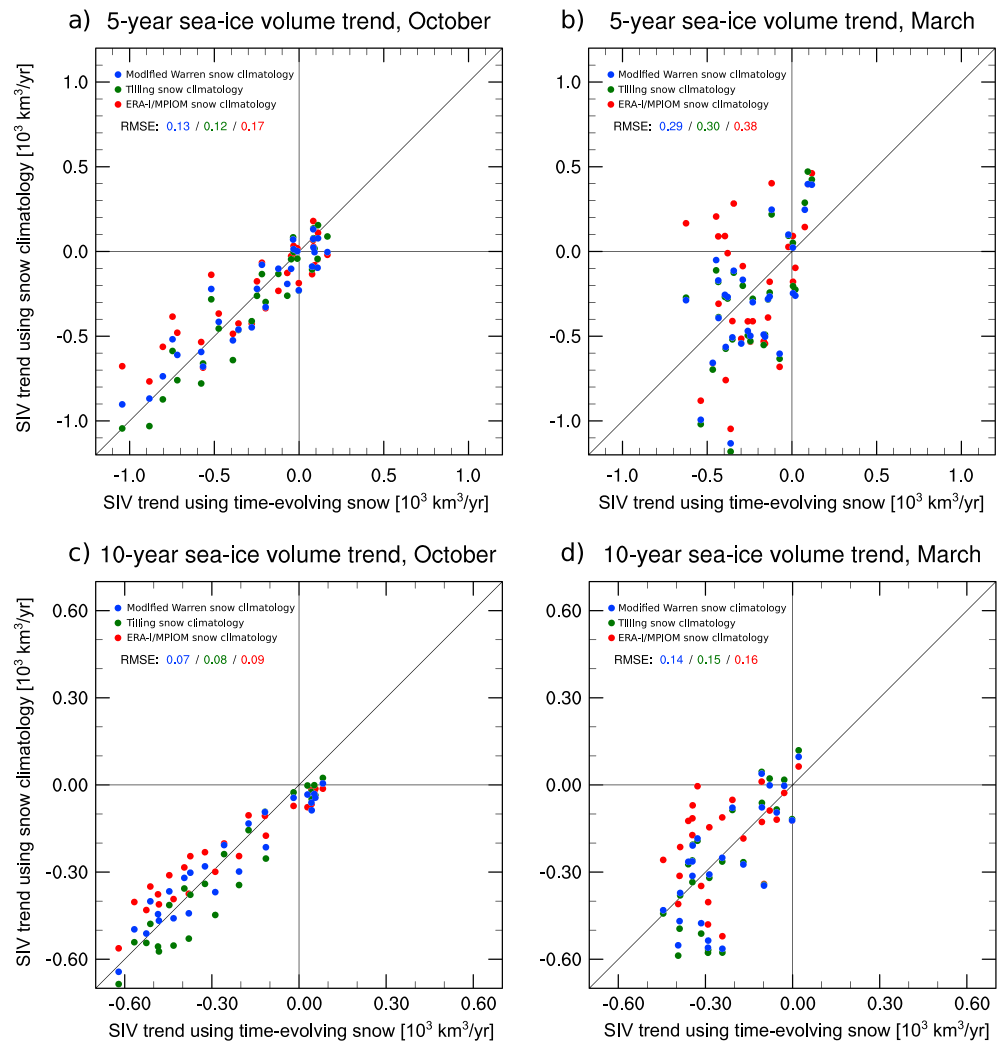 a) 5-year sea-ice volume trend, October
SIV trend using snow climatology [10³ km³/yr]
1.0
0.5
0.0
-0.5
-1.0
Modified Warren snow climatology
Tilling snow climatology
ERA-I/MPIOM snow climatology
RMSE: 0.13 / 0.12 / 0.17
-1.0 -0.5 0.0 0.5 1.0
SIV trend using time-evolving snow [10³ km³/yr]
b) 5-year sea-ice volume trend, March
1.0
0.5
0.0
-0.5
-1.0
Modified Warren snow climatology
Tilling snow climatology
ERA-I/MPIOM snow climatology
RMSE: 0.29 / 0.30 / 0.38
-1.0 -0.5 0.0 0.5 1.0
SIV trend using time-evolving snow [10³ km³/yr]
c) 10-year sea-ice volume trend, October
SIV trend using snow climatology [10³ km³/yr]
0.60
0.30
0.00
-0.30
-0.60
Modified Warren snow climatology
Tilling snow climatology
ERA-I/MPIOM snow climatology
RMSE: 0.07 / 0.08 / 0.09
-0.60 -0.30 0.00 0.30 0.60
SIV trend using time-evolving snow [10³ km³/yr]
d) 10-year sea-ice volume trend, March
0.60
0.30
0.00
-0.30
-0.60
Modified Warren snow climatology
Tilling snow climatology
ERA-I/MPIOM snow climatology
RMSE: 0.14 / 0.15 / 0.16
-0.60 -0.30 0.00 0.30 0.60
SIV trend using time-evolving snow [10³ km³/yr]